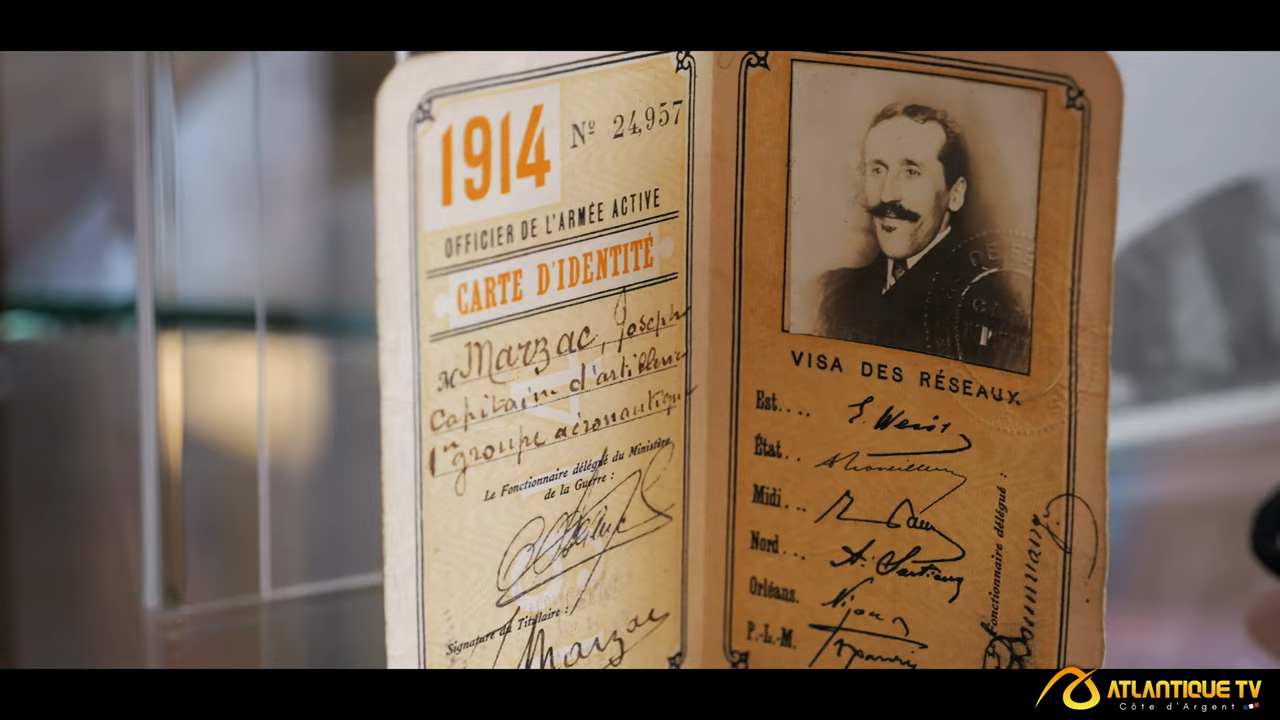 1914
Nº 24,957
OFFICIER DE L'ARMÉE ACTIVE
CARTE D'IDENTITÉ
M Marzac, Joseph
Capitaine d'artillerie
1er groupe aéronautique
Le Fonctionnaire délégué du Ministère
de la Guerre :
Signature du Titulaire :
Marzac
VISA DES RÉSEAUX
Est....
État..
Midi...
Nord...
Orléans.
P.-L.-M.
Le Fonctionnaire délégué :
ATLANTIQUE TV
Côte d'Argent